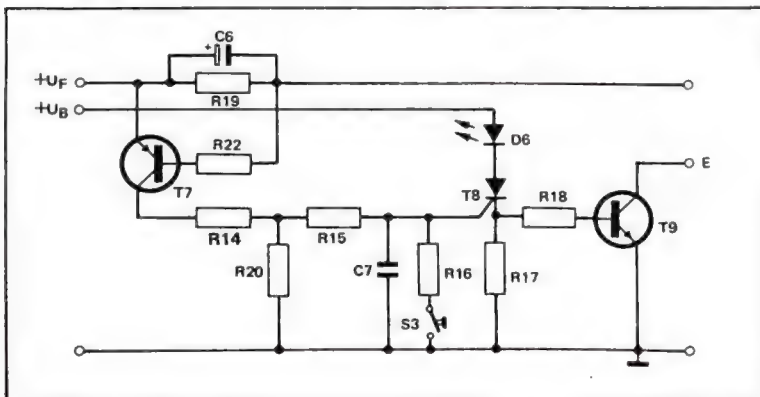 C6
+
+UF
R19
+UB
D6
R22
T7
T8
R18
E
T9
R14
R15
R20
C7
R16
R17
S3